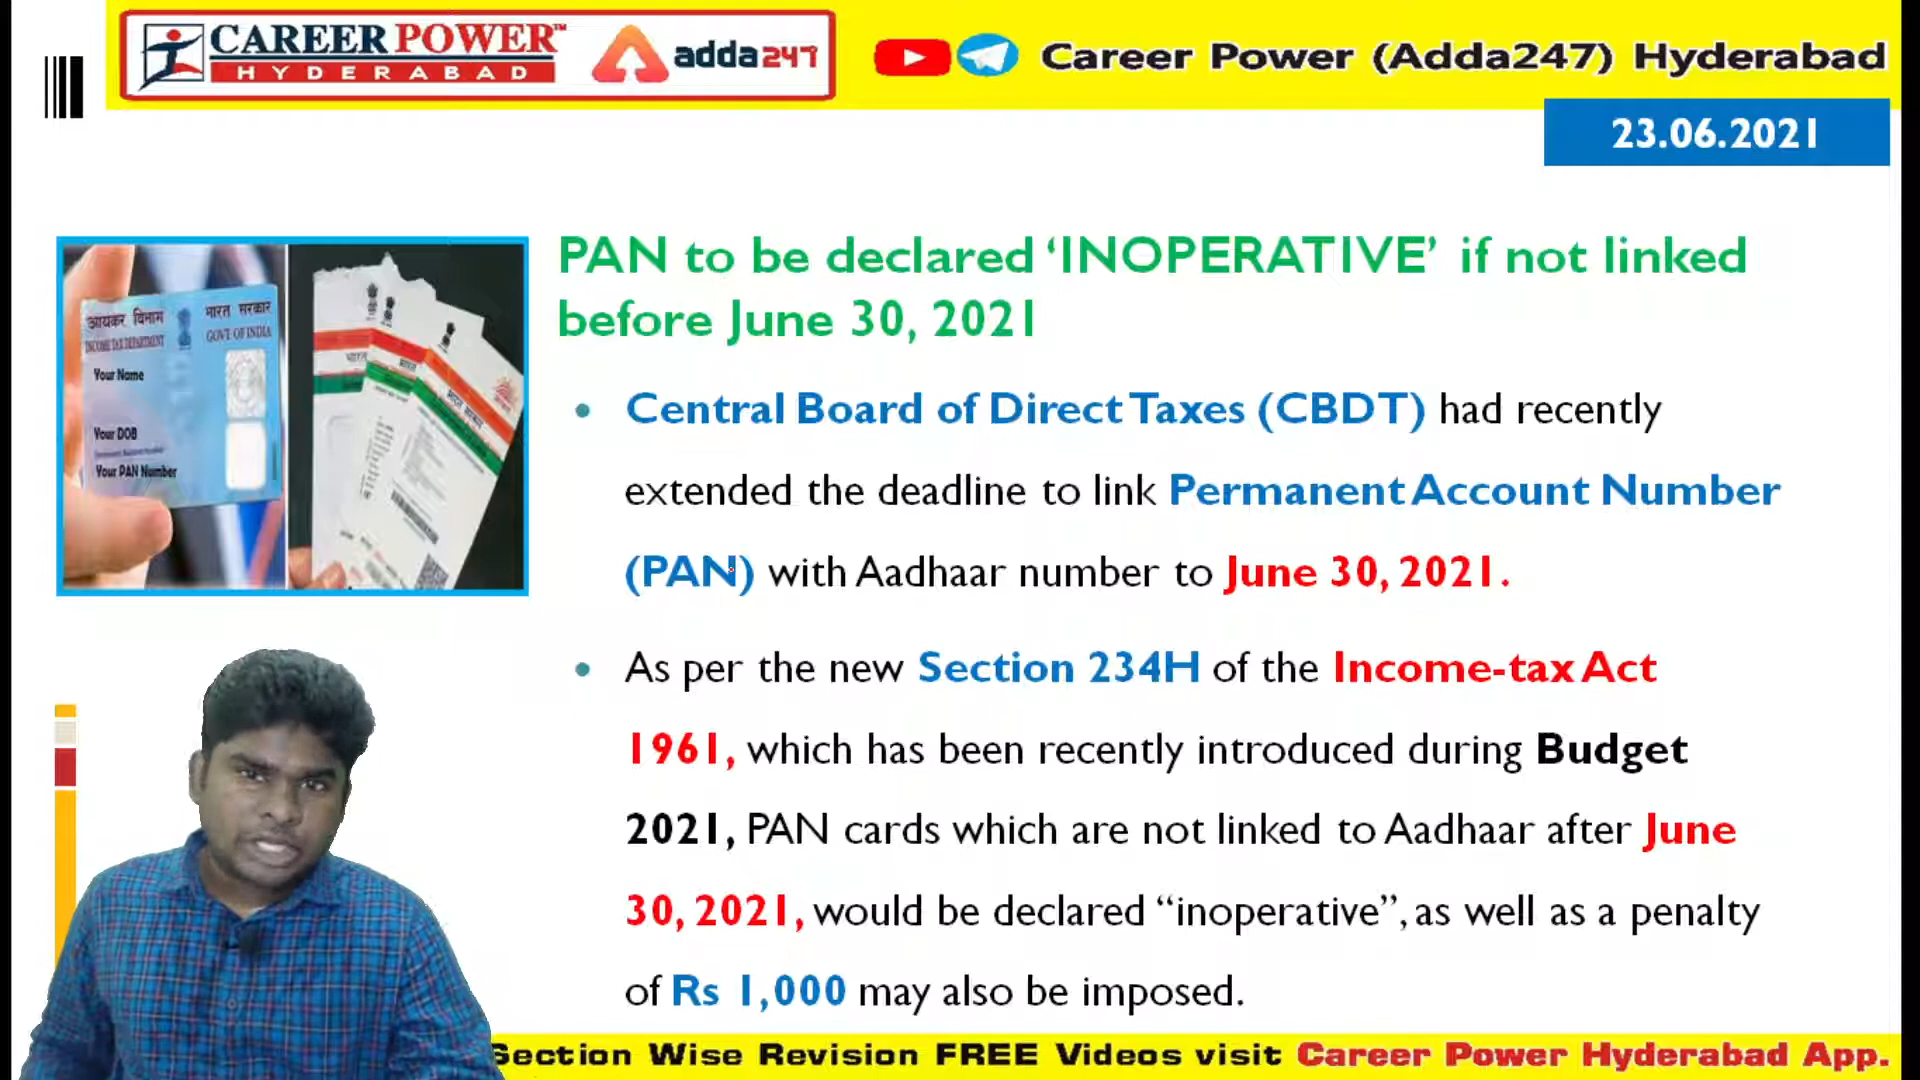 CAREER POWER™
HYDERABAD
adda247
Career Power (Adda247) Hyderabad
23.06.2021
आयकर विभाग
INCOME TAX DEPARTMENT
भारत सरकार
GOVT OF INDIA
Your Name
Your DOB
Your PAN Number
PAN to be declared ‘INOPERATIVE’ if not linked
before June 30, 2021
• Central Board of Direct Taxes (CBDT) had recently
extended the deadline to link Permanent Account Number
(PAN) with Aadhaar number to June 30, 2021.
• As per the new Section 234H of the Income-tax Act
1961, which has been recently introduced during Budget
2021, PAN cards which are not linked to Aadhaar after June
30, 2021, would be declared “inoperative”, as well as a penalty
of Rs 1,000 may also be imposed.
Section Wise Revision FREE Videos visit Career Power Hyderabad App.